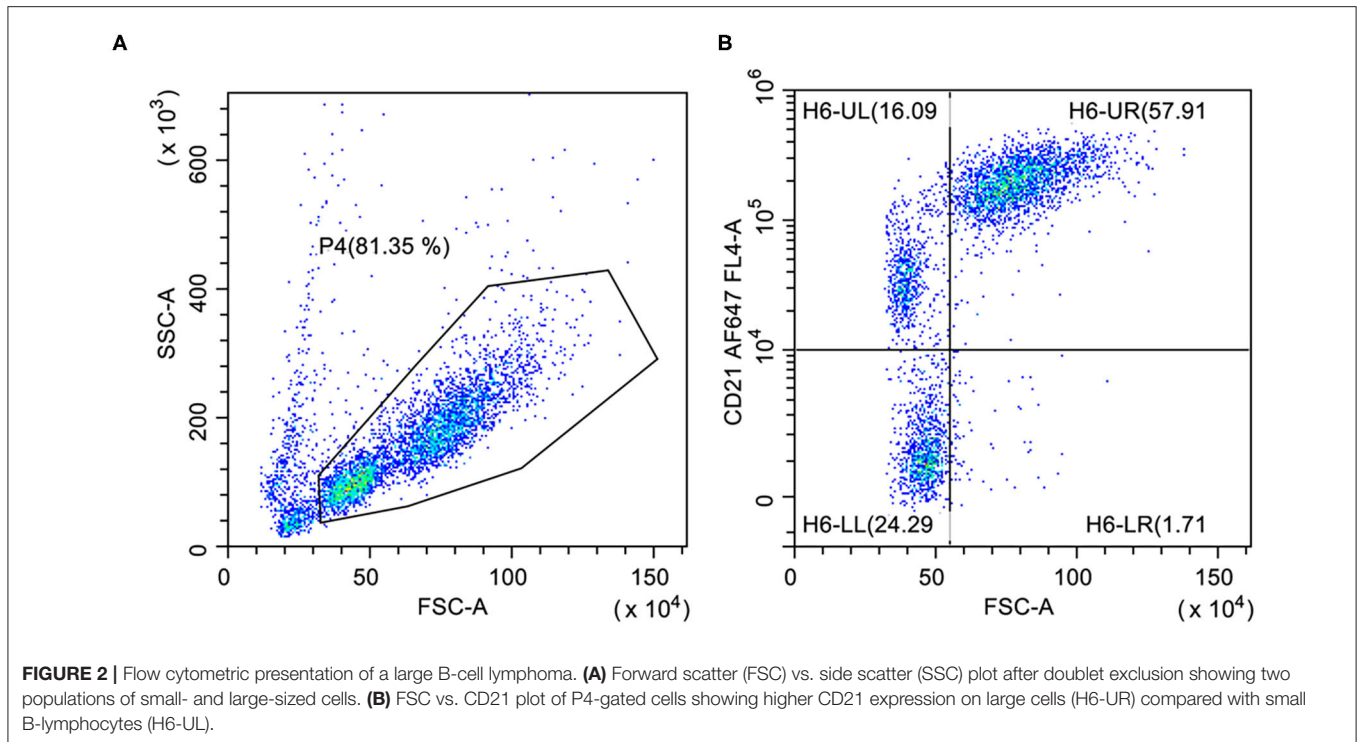 A
B
(x 10³)
SSC-A
600
400
200
0
P4(81.35 %)
0
50
100
150
FSC-A
(x 10⁴)
CD21 AF647 FL4-A
10⁶
10⁵
10⁴
0
H6-UL(16.09
H6-UR(57.91
H6-LL(24.29
H6-LR(1.71
0
50
100
150
FSC-A
(x 10⁴)
FIGURE 2 | Flow cytometric presentation of a large B-cell lymphoma. (A) Forward scatter (FSC) vs. side scatter (SSC) plot after doublet exclusion showing two
populations of small- and large-sized cells. (B) FSC vs. CD21 plot of P4-gated cells showing higher CD21 expression on large cells (H6-UR) compared with small
B-lymphocytes (H6-UL).